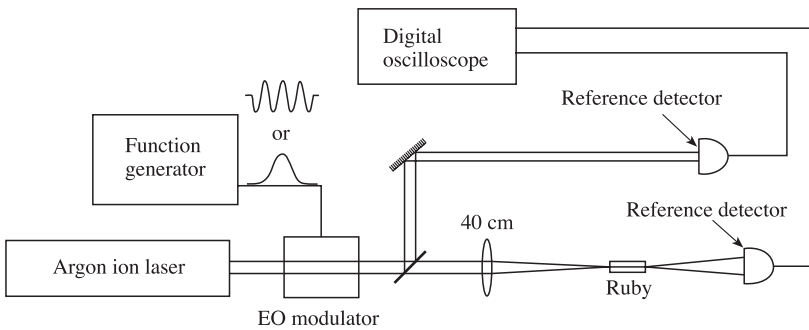 Digital
oscilloscope
Reference detector
Function
generator
or
40 cm
Reference detector
Argon ion laser
Ruby
EO modulator